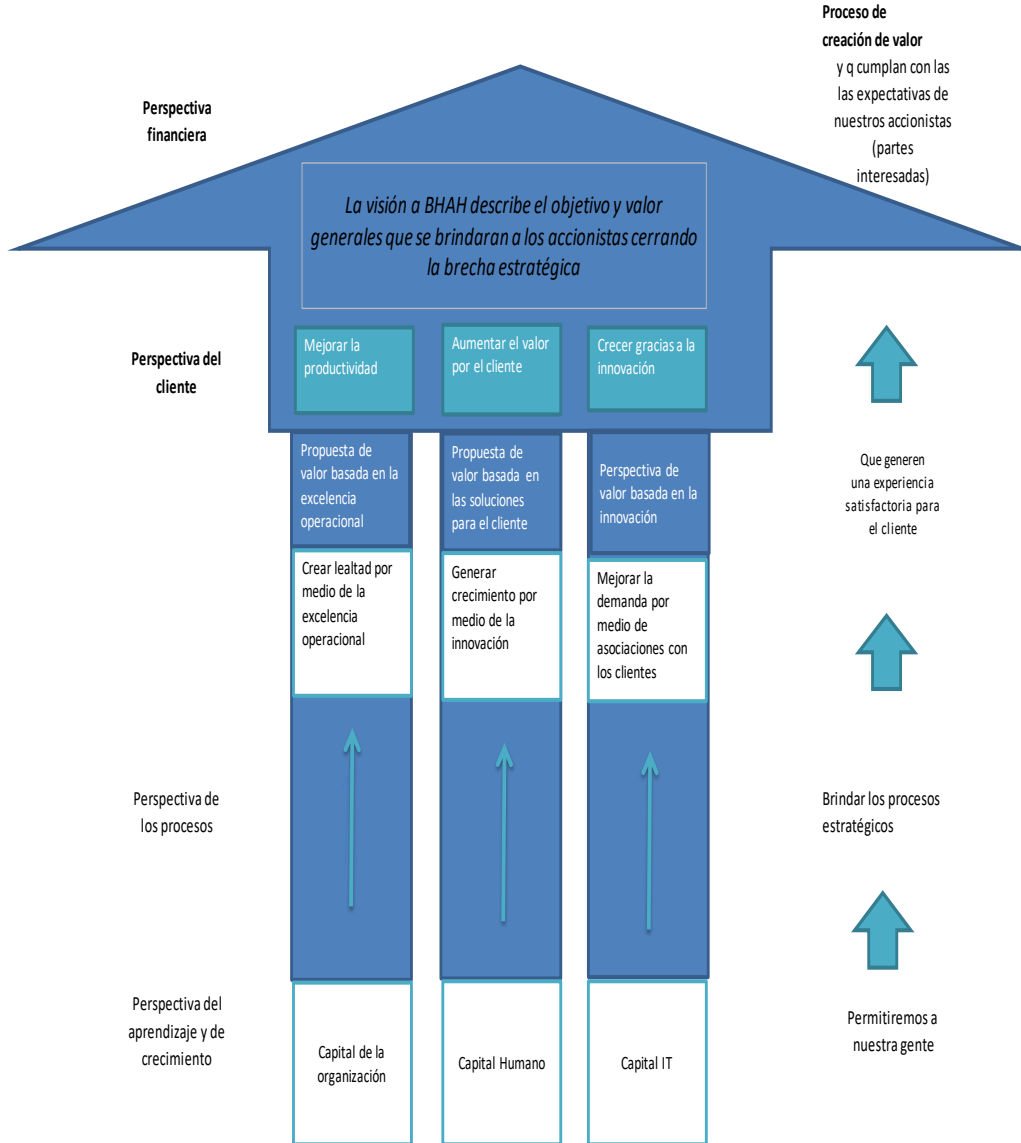 Proceso de
creación de valor
y q cumplan con las
las expectativas de
nuestros accionistas
(partes
interesadas)
Perspectiva
financiera
La visión a BHAH describe el objetivo y valor
generales que se brindaran a los accionistas cerrando
la brecha estratégica
Perspectiva del
cliente
Mejorar la
productividad
Aumentar el valor
por el cliente
Crecer gracias a la
innovación
Propuesta de
valor basada en la
excelencia
operacional
Propuesta de
valor basada en
las soluciones
para el cliente
Perspectiva de
valor basada en la
innovación
Que generen
una experiencia
satisfactoria para
el cliente
Crear lealtad por
medio de la
excelencia
operacional
Generar
crecimiento por
medio de la
innovación
Mejorar la
demanda por
medio de
asociaciones con
los clientes
Perspectiva de
los procesos
Brindar los procesos
estratégicos
Perspectiva del
aprendizaje y de
crecimiento
Capital de la
organización
Capital Humano
Capital IT
Permitiremos a
nuestra gente